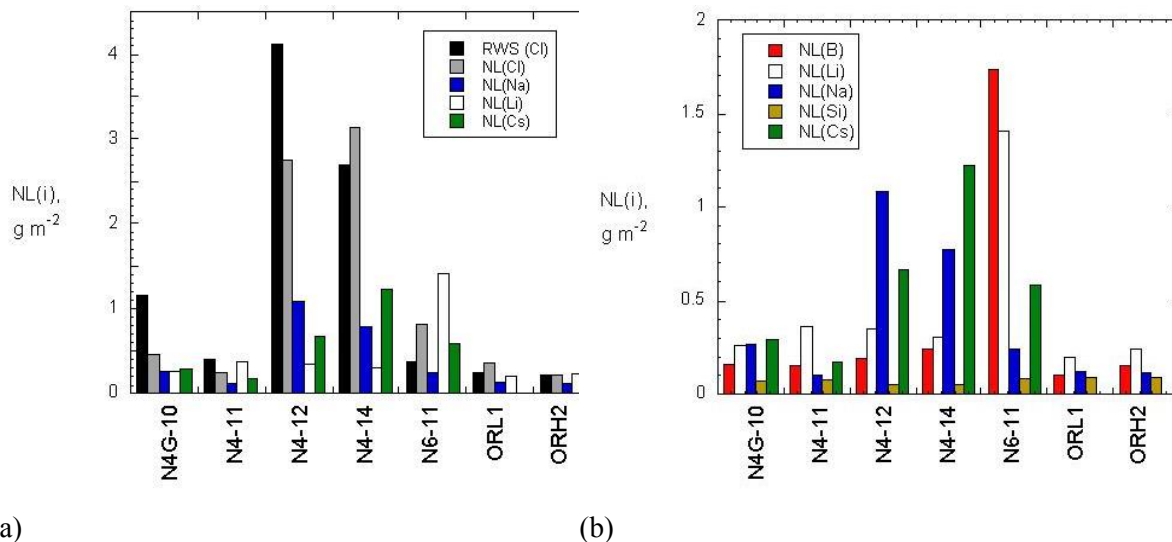 4
3
2
1
0
NL(i),
g m-2
RWS (Cl)
NL(Cl)
NL(Na)
NL(Li)
NL(Cs)
N4G-10
N4-11
N4-12
N4-14
N6-11
ORL1
ORH2
a)
2
1.5
1
0.5
0
NL(i),
g m-2
NL(B)
NL(Li)
NL(Na)
NL(Si)
NL(Cs)
N4G-10
N4-11
N4-12
N4-14
N6-11
ORL1
ORH2
(b)